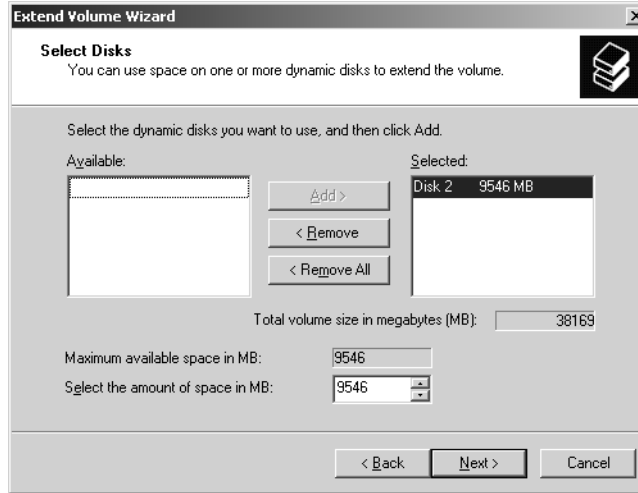 Extend Volume Wizard
Select Disks
You can use space on one or more dynamic disks to extend the volume.
Select the dynamic disks you want to use, and then click Add.
Available:
Selected:
Disk 2 9546 MB
Add >
< Remove
< Remove All
Total volume size in megabytes (MB): 38169
Maximum available space in MB: 9546
Select the amount of space in MB: 9546
< Back Next > Cancel